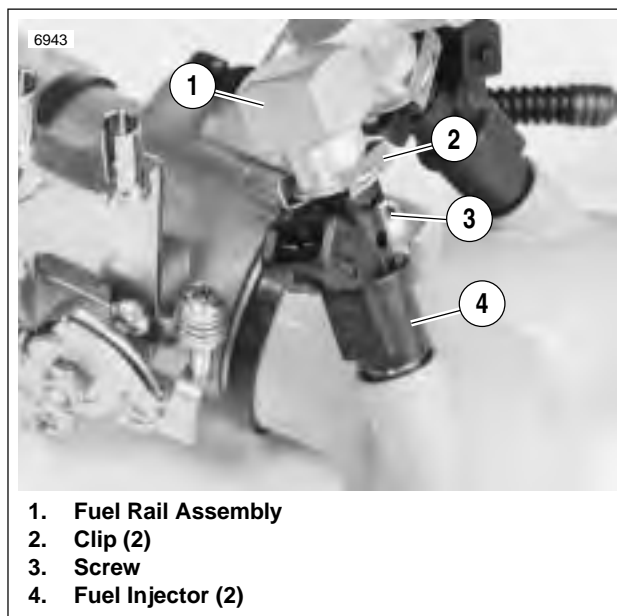 6943
1
2
3
4
1. Fuel Rail Assembly
2. Clip (2)
3. Screw
4. Fuel Injector (2)